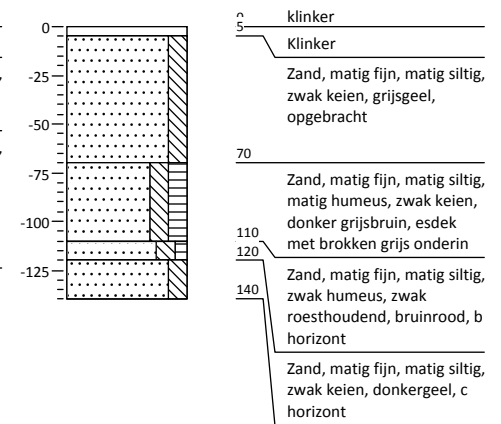 0
-25
-50
-75
-100
-125
klinker
5
Klinker
Zand, matig fijn, matig siltig,
zwak keien, grijsgeel,
opgebracht
70
Zand, matig fijn, matig siltig,
matig humeus, zwak keien,
donker grijsbruin, esdek
met brokken grijs onderin
110
120
Zand, matig fijn, matig siltig,
zwak humeus, zwak
roesthoudend, bruinrood, b
horizont
140
Zand, matig fijn, matig siltig,
zwak keien, donkergeel, c
horizont